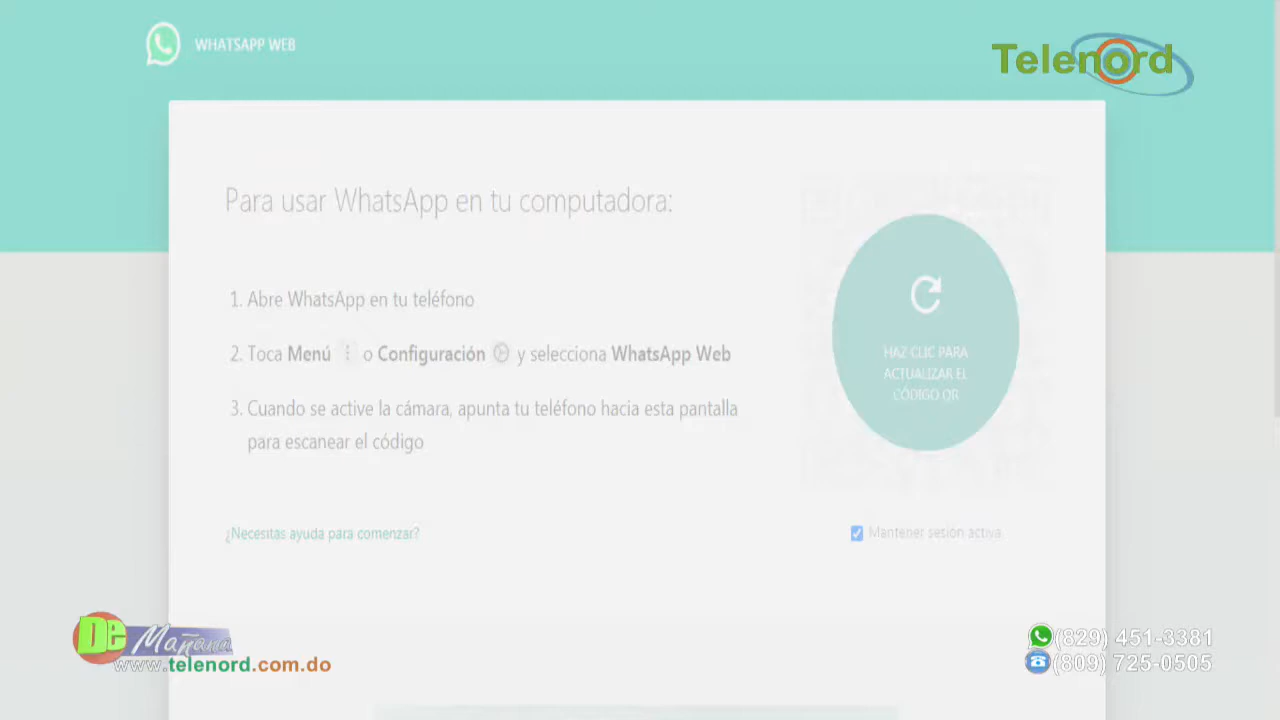 WHATSAPP WEB
Telenord
Para usar WhatsApp en tu computadora:
1. Abre WhatsApp en tu teléfono
2. Toca Menú o Configuración y selecciona WhatsApp Web
3. Cuando se active la cámara, apunta tu teléfono hacia esta pantalla
para escanear el código
HAZ CLIC PARA
ACTUALIZAR EL
CÓDIGO QR
¿Necesitas ayuda para comenzar?
Mantener sesión activa
De Mañana
www.telenord.com.do
(829) 451-3381
(809) 725-0505